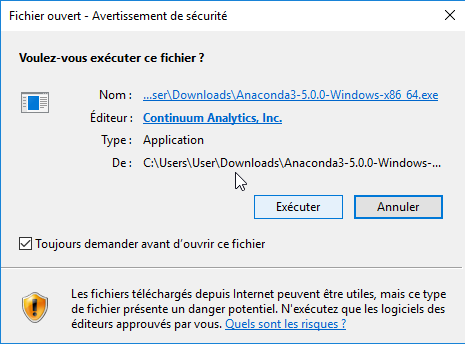 Fichier ouvert - Avertissement de sécurité
Voulez-vous exécuter ce fichier ?
Nom : ...ser\Downloads\Anaconda3-5.0.0-Windows-x86_64.exe
Éditeur : Continuum Analytics, Inc.
Type : Application
De : C:\Users\User\Downloads\Anaconda3-5.0.0-Windows-...
Exécuter Annuler
Toujours demander avant d'ouvrir ce fichier
Les fichiers téléchargés depuis Internet peuvent être utiles, mais ce type
de fichier présente un danger potentiel. N'exécutez que les logiciels des
éditeurs approuvés par vous. Quels sont les risques ?